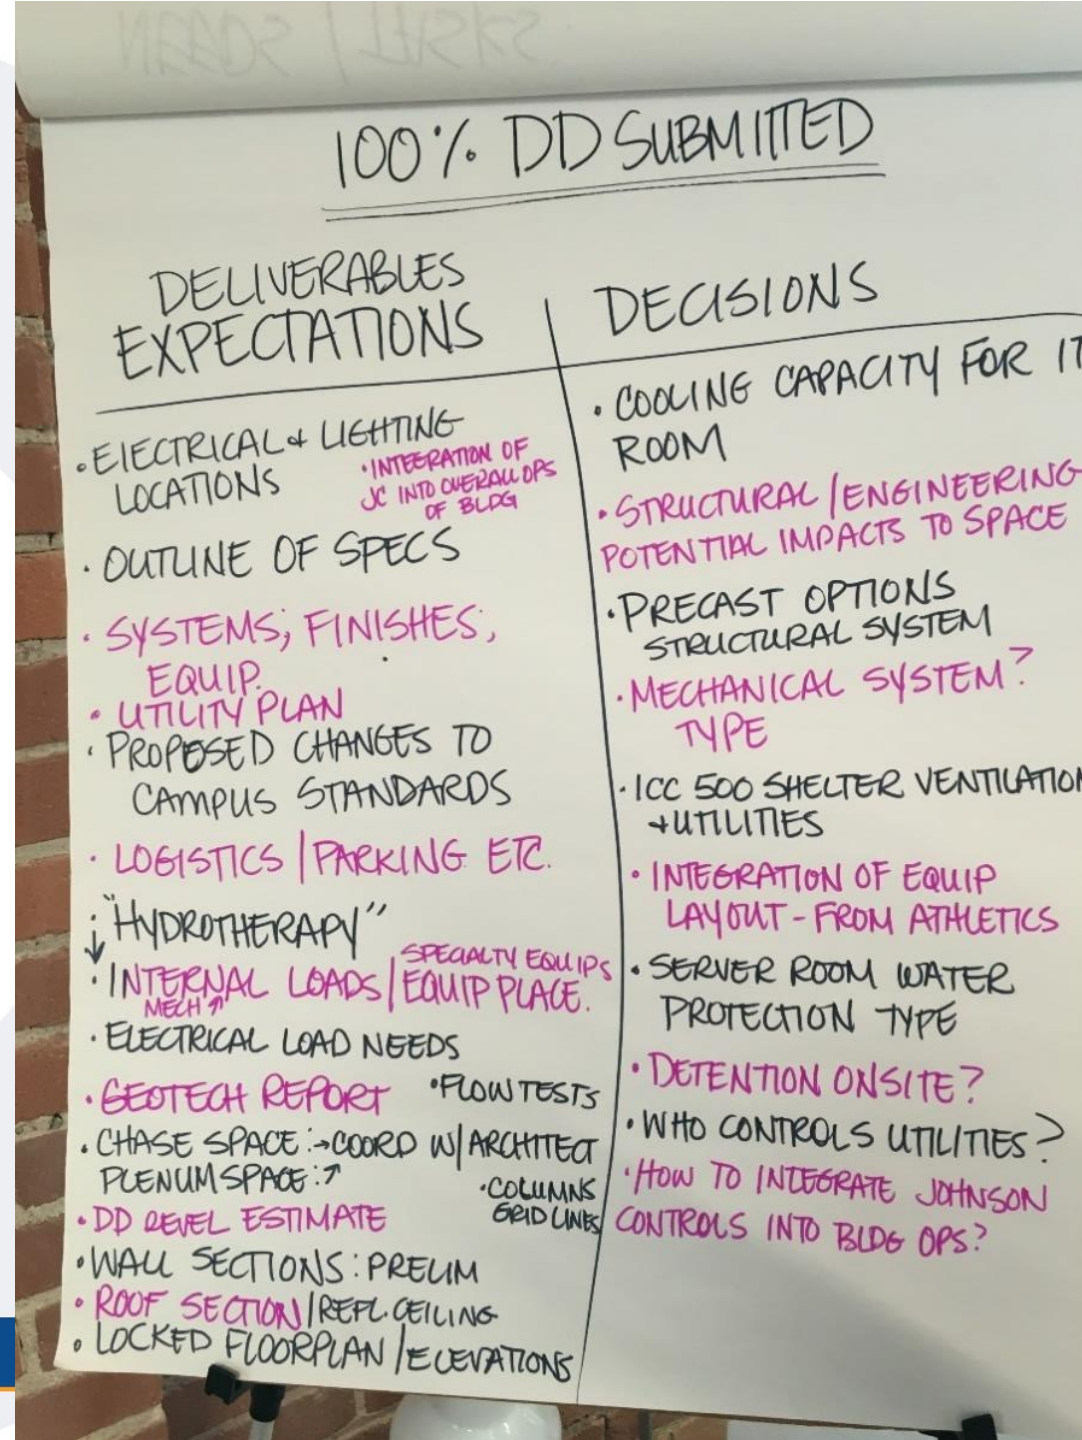 100% DD SUBMITTED
DELIVERABLES
EXPECTATIONS
• ELECTRICAL & LIGHTING
LOCATIONS
• INTEGRATION OF
JC INTO OVERALL OPS
OF BLDG
• OUTLINE OF SPECS
• SYSTEMS; FINISHES;
EQUIP.
• UTILITY PLAN
• PROPOSED CHANGES TO
CAMPUS STANDARDS
• LOGISTICS / PARKING ETC.
• "HYDROTHERAPY"
↓
SPECIALTY EQUIPS
• INTERNAL LOADS / EQUIP PLACE.
MECH ↗
• ELECTRICAL LOAD NEEDS
• GEOTECH REPORT • FLOW TESTS
• CHASE SPACE :→ COORD W/ ARCHITECT
PLENUM SPACE : ↗
• COLUMNS
GRID LINES
• DD LEVEL ESTIMATE
• WALL SECTIONS : PRELIM
• ROOF SECTION / REFL. CEILING
• LOCKED FLOORPLAN / ELEVATIONS
DECISIONS
• COOLING CAPACITY FOR IT
ROOM
• STRUCTURAL / ENGINEERING
POTENTIAL IMPACTS TO SPACE
• PRECAST OPTIONS
STRUCTURAL SYSTEM
• MECHANICAL SYSTEM ?
TYPE
• ICC 500 SHELTER VENTILATION
+ UTILITIES
• INTEGRATION OF EQUIP
LAYOUT - FROM ATHLETICS
• SERVER ROOM WATER
PROTECTION TYPE
• DETENTION ONSITE?
• WHO CONTROLS UTILITIES?
• HOW TO INTEGRATE JOHNSON
CONTROLS INTO BLDG OPS?